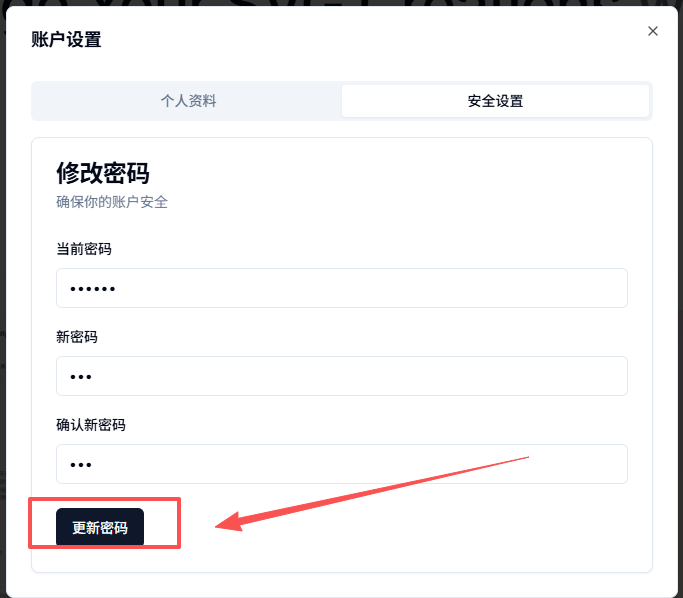 账户设置
个人资料
安全设置
修改密码
确保你的账户安全
当前密码
••••••
新密码
•••
确认新密码
•••
更新密码